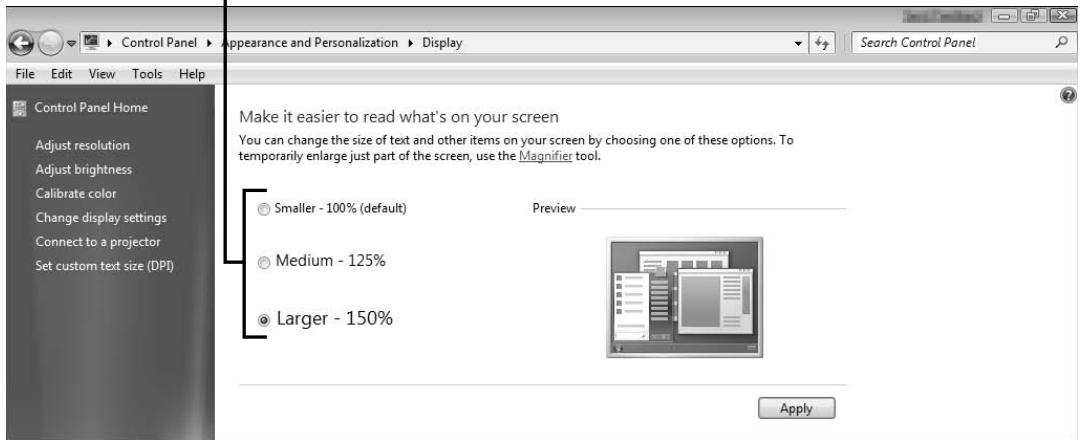 Control Panel ▸ Appearance and Personalization ▸ Display
Search Control Panel
File Edit View Tools Help
Control Panel Home
Adjust resolution
Adjust brightness
Calibrate color
Change display settings
Connect to a projector
Set custom text size (DPI)
Make it easier to read what's on your screen
You can change the size of text and other items on your screen by choosing one of these options. To
temporarily enlarge just part of the screen, use the Magnifier tool.
Smaller - 100% (default)
Preview
Medium - 125%
Larger - 150%
Apply